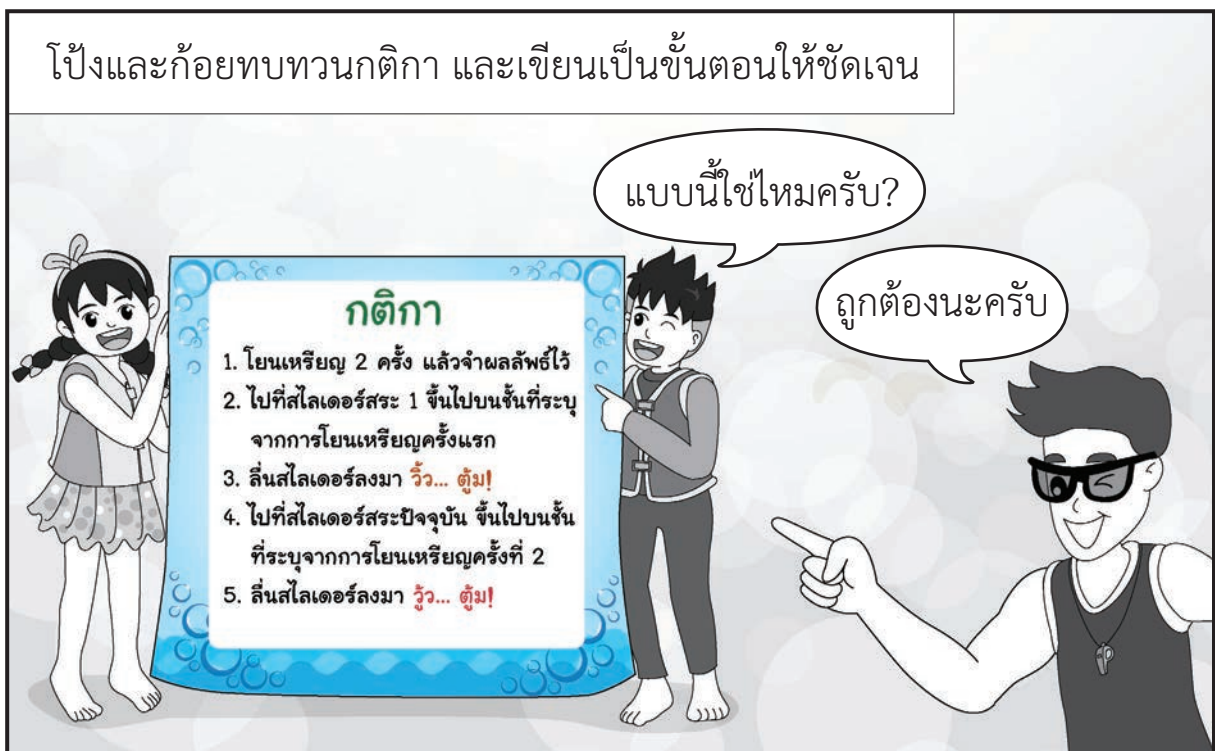 โป้งและก้อยทบทวนกติกา และเขียนเป็นขั้นตอนให้ชัดเจน
แบบนี้ใช่ไหมครับ?
ถูกต้องนะครับ
กติกา
1. โยนเหรียญ 2 ครั้ง แล้วจำผลลัพธ์ไว้
2. ไปที่สไลเดอร์สระ 1 ขึ้นไปบนชั้นที่ระบุ
จากการโยนเหรียญครั้งแรก
3. ลื่นสไลเดอร์ลงมา วิ้ว... ตู้ม!
4. ไปที่สไลเดอร์สระปัจจุบัน ขึ้นไปบนชั้น
ที่ระบุจากการโยนเหรียญครั้งที่ 2
5. ลื่นสไลเดอร์ลงมา วู้ว... ตู้ม!